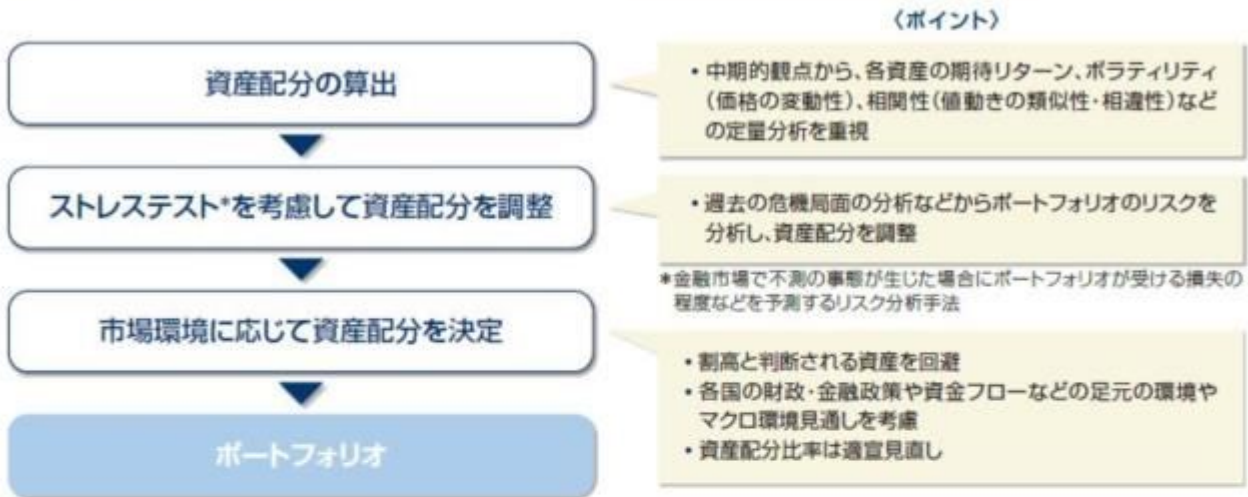 〈ポイント〉
資産配分の算出
・中期的観点から、各資産の期待リターン、ボラティリティ
(価格の変動性)、相関性(値動きの類似性・相違性)など
の定量分析を重視
ストレステスト*を考慮して資産配分を調整
・過去の危機局面の分析などからポートフォリオのリスクを
分析し、資産配分を調整
*金融市場で不測の事態が生じた場合にポートフォリオが受ける損失の
程度などを予測するリスク分析手法
市場環境に応じて資産配分を決定
・割高と判断される資産を回避
・各国の財政・金融政策や資金フローなどの足元の環境や
マクロ環境見通しを考慮
・資産配分比率は適宜見直し
ポートフォリオ